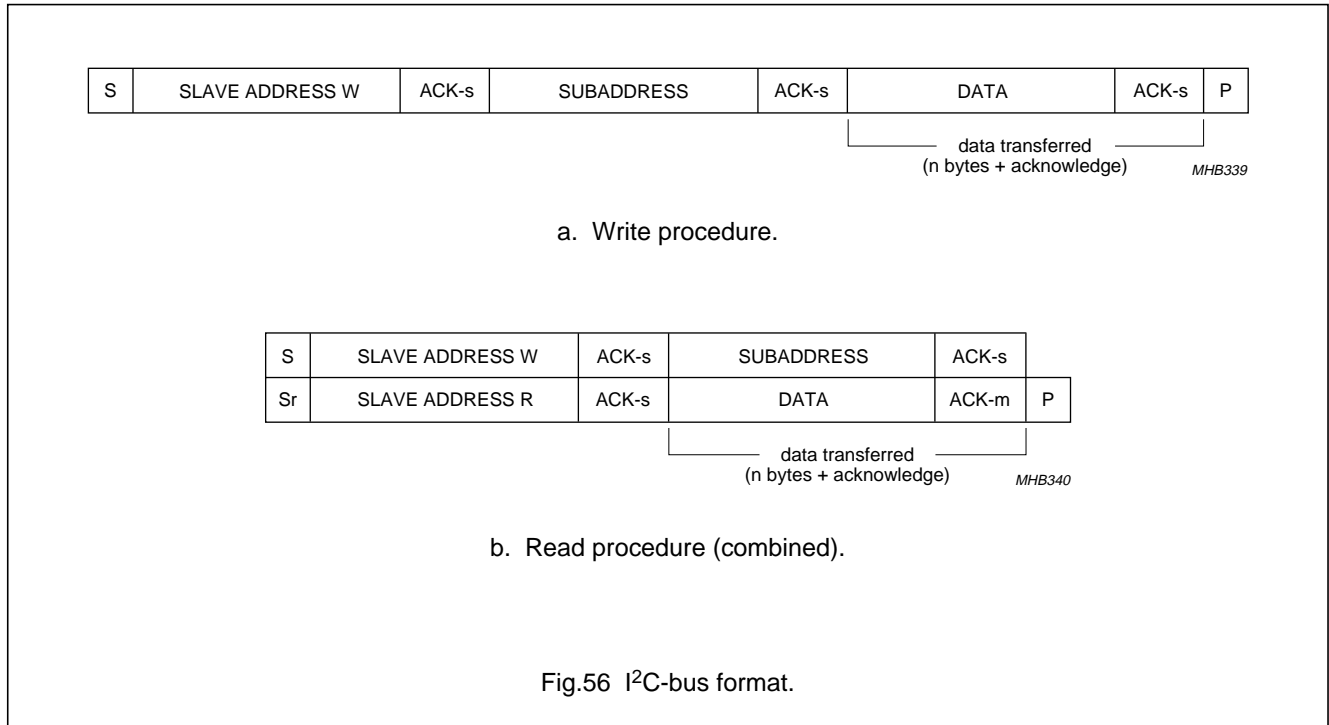 S SLAVE ADDRESS W ACK-s SUBADDRESS ACK-s DATA ACK-s P
data transferred
(n bytes + acknowledge)
MHB339
a. Write procedure.
S SLAVE ADDRESS W ACK-s SUBADDRESS ACK-s
Sr SLAVE ADDRESS R ACK-s DATA ACK-m P
data transferred
(n bytes + acknowledge)
MHB340
b. Read procedure (combined).
Fig.56 I²C-bus format.